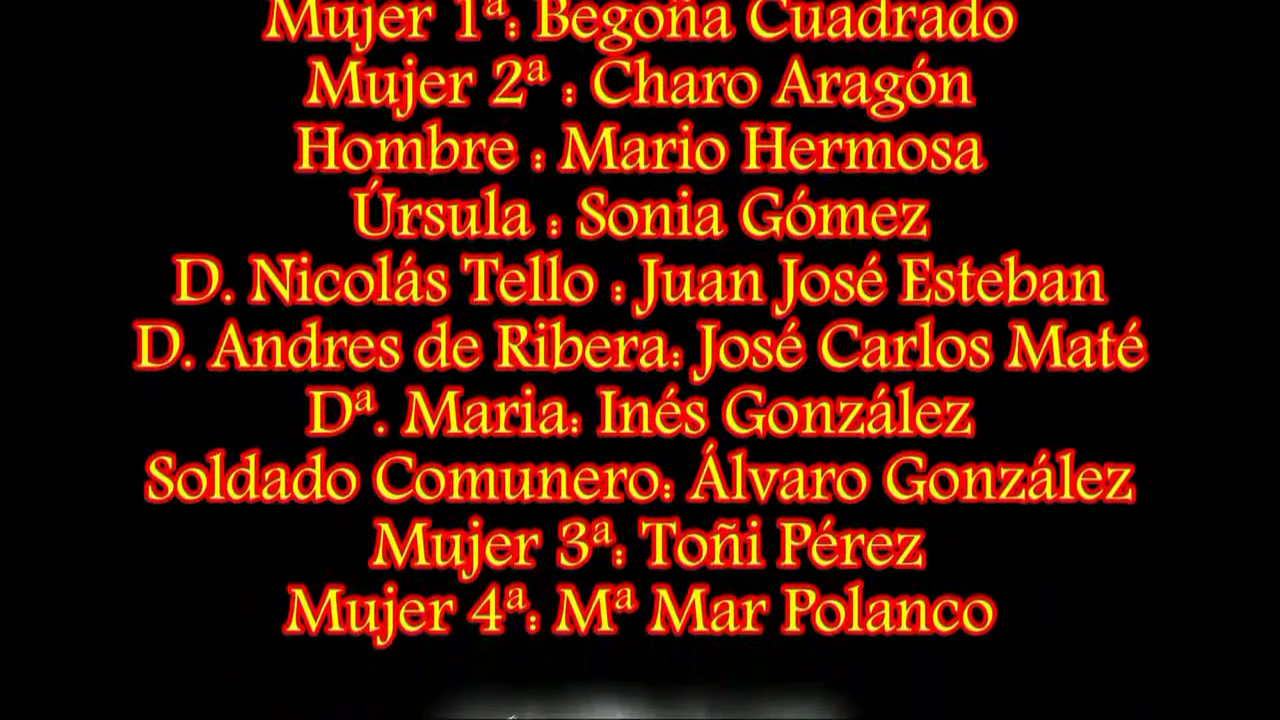 Mujer 1ª: Begoña Cuadrado
Mujer 2ª : Charo Aragón
Hombre : Mario Hermosa
Úrsula : Sonia Gómez
D. Nicolás Tello : Juan José Esteban
D. Andres de Ribera: José Carlos Maté
Dª. Maria: Inés González
Soldado Comunero: Álvaro González
Mujer 3ª: Toñi Pérez
Mujer 4ª: Mª Mar Polanco